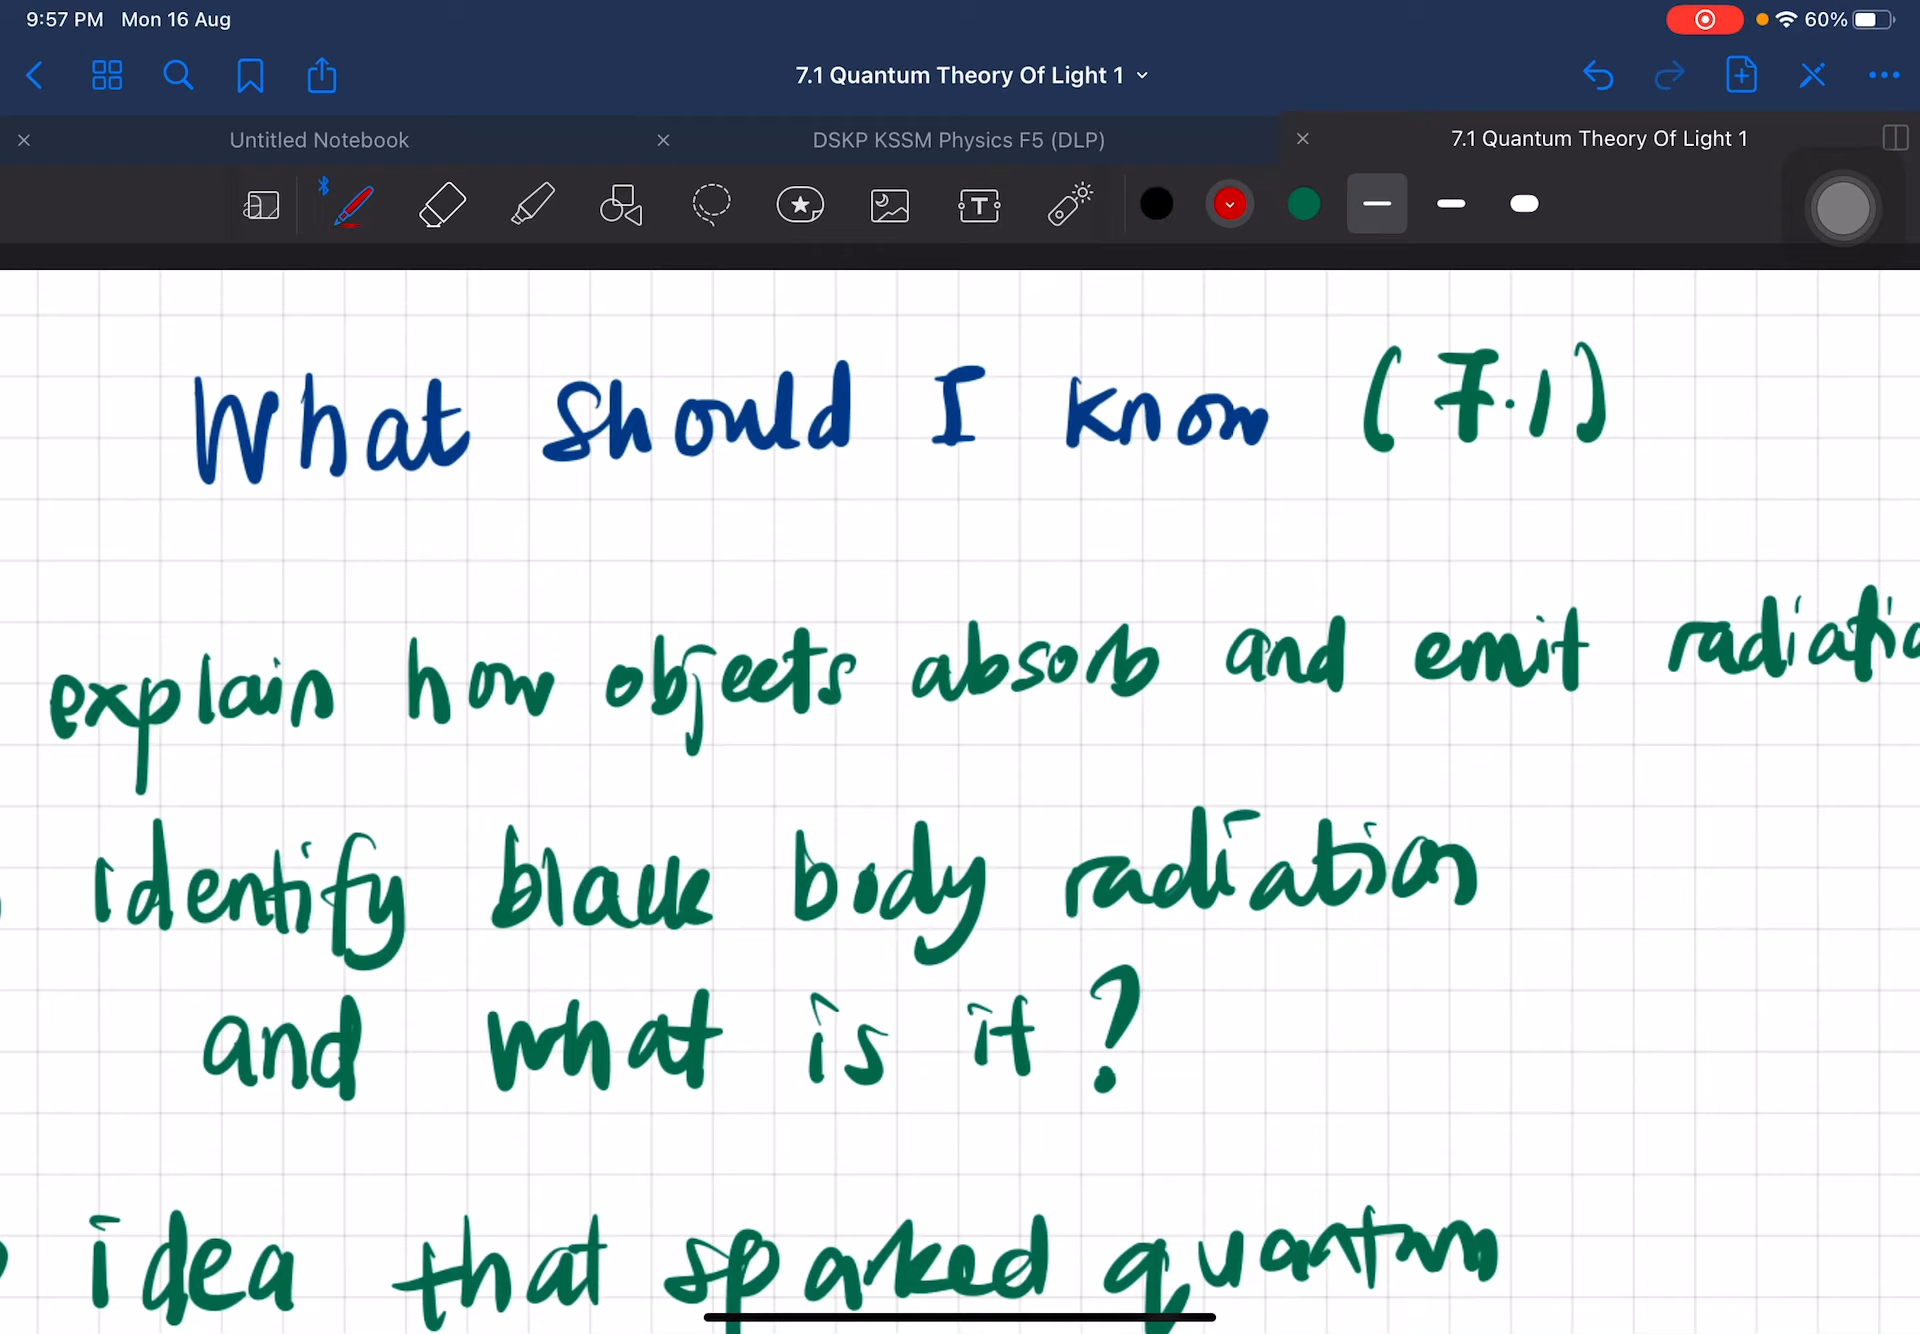 9:57 PM Mon 16 Aug
60%
7.1 Quantum Theory Of Light 1
Untitled Notebook
DSKP KSSM Physics F5 (DLP)
7.1 Quantum Theory Of Light 1
What should I know (7.1)
explain how objects absorb and emit radiatio
identify black body radiation
and what is it?
idea that sparked quantum